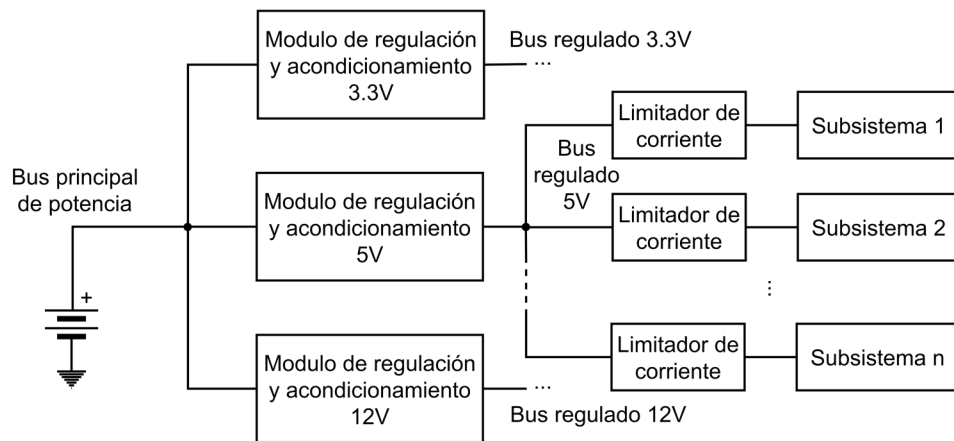 Modulo de regulación
y acondicionamiento
3.3V
Bus regulado 3.3V
...
Limitador de
corriente
Subsistema 1
Bus
regulado
5V
Bus principal
de potencia
+
Modulo de regulación
y acondicionamiento
5V
Limitador de
corriente
Subsistema 2
...
Modulo de regulación
y acondicionamiento
12V
...
Bus regulado 12V
Limitador de
corriente
Subsistema n